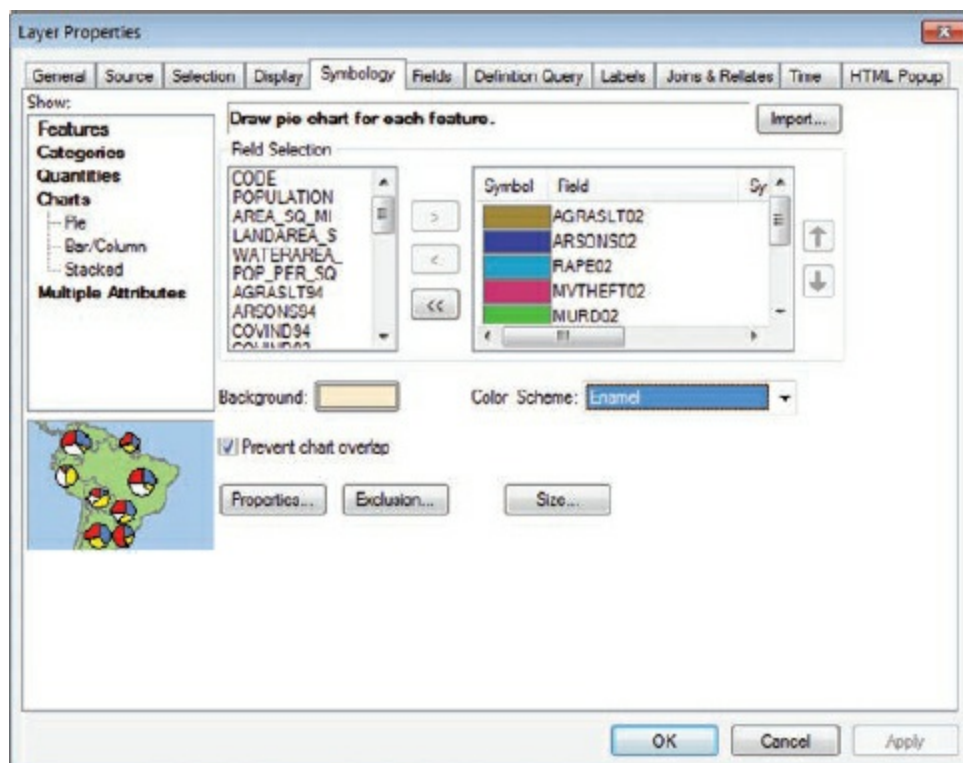 Layer Properties
General Source Selection Display Symbology Fields Definition Query Labels Joins & Relates Time HTML Popup
Show:
Features
Categories
Quantities
Charts
Pie
Bar/Column
Stacked
Multiple Attributes
Draw pie chart for each feature.
Import...
Field Selection
CODE
POPULATION
AREA_SQ_MI
LANDAREA_S
WATERAREA_
POP_PER_SQ
AGRASLT94
ARSONS94
COVIND94
>
<
<<
Symbol Field Sy
AGRASLT02
ARSONS02
RAPE02
MVTHEFT02
MURD02
Background:
Color Scheme: Enamel
Prevent chart overlap
Properties... Exclusion... Size...
OK Cancel Apply